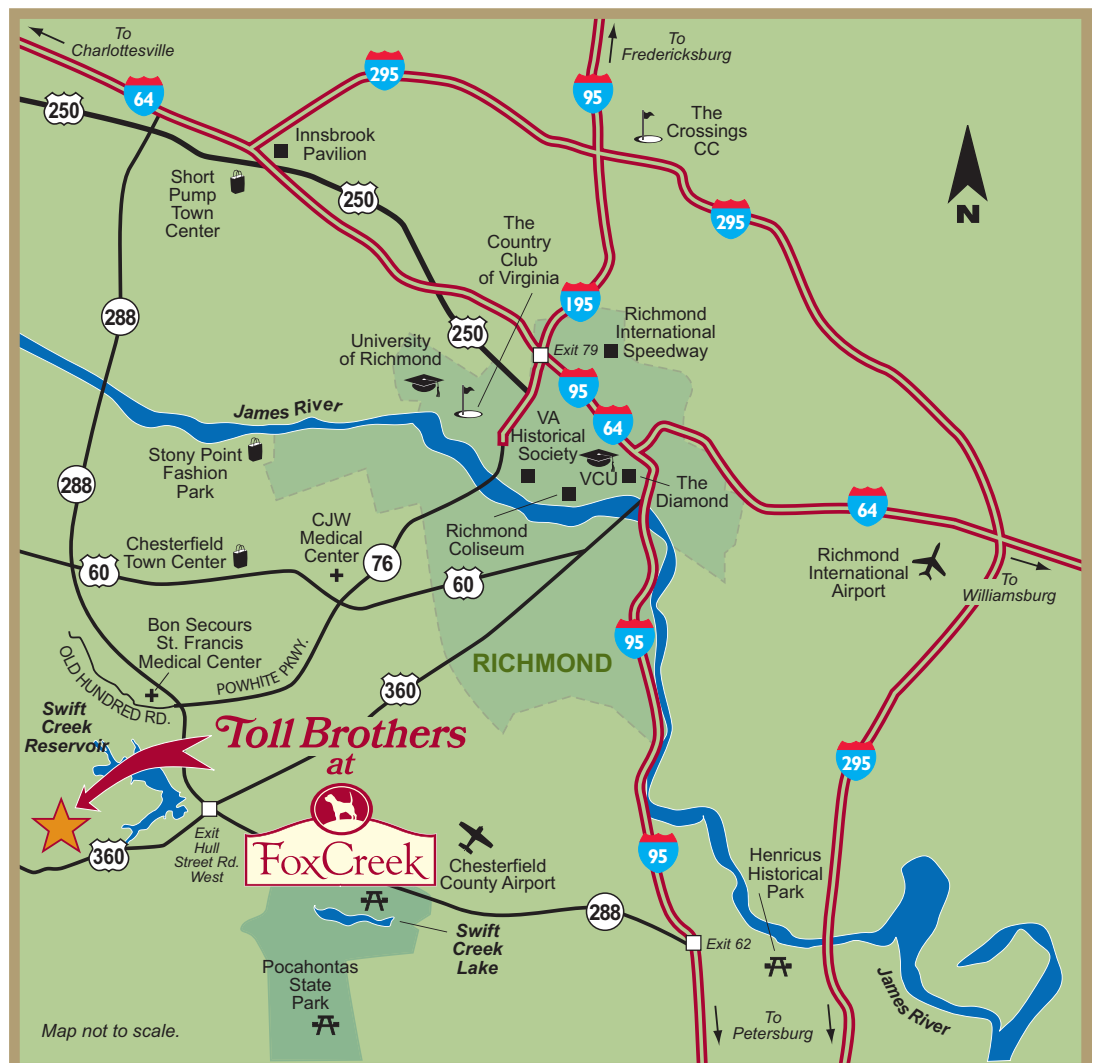 To
Charlottesville
To
Fredericksburg
295
64
95
250
The
Crossings
CC
Innsbrook
Pavilion
Short
Pump
Town
Center
250
N
295
The
Country
Club
of Virginia
288
195
250
Richmond
International
Speedway
University
of Richmond
Exit 79
95
James River
64
VA
Historical
Society
VCU
The
Diamond
Stony Point
Fashion
Park
288
64
Richmond
Coliseum
CJW
Medical
Center
Chesterfield
Town Center
76
60
60
Richmond
International
Airport
To
Williamsburg
Bon Secours
St. Francis
Medical Center
95
OLD HUNDRED RD.
POWHITE PKWY.
RICHMOND
360
Swift
Creek
Reservoir
Toll Brothers
at
FoxCreek
295
360
Exit
Hull
Street Rd.
West
Chesterfield
County Airport
95
Henricus
Historical
Park
288
Swift
Creek
Lake
Exit 62
Pocahontas
State
Park
James River
To
Petersburg
Map not to scale.